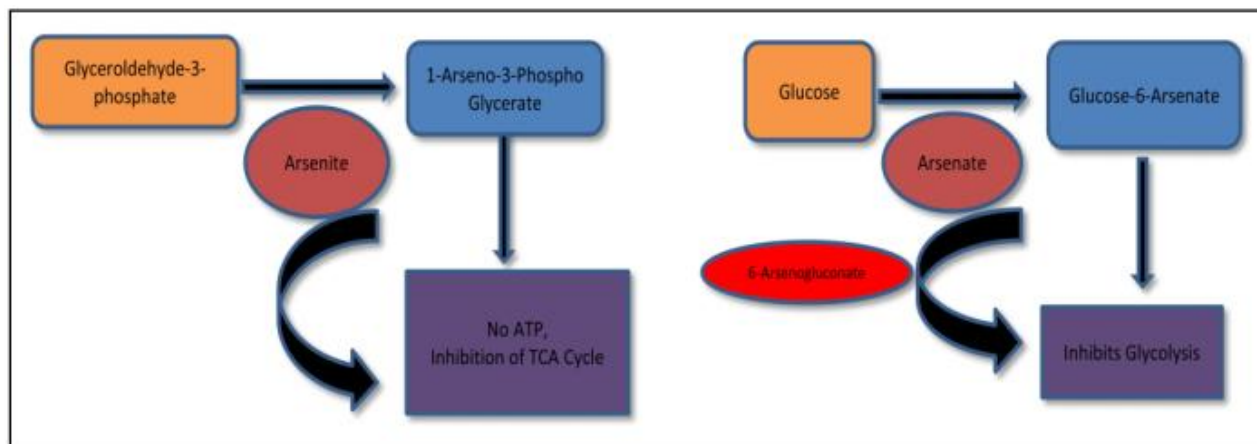 Glyceroldehyde-3-
phosphate
1-Arseno-3-Phospho
Glycerate
Arsenite
No ATP,
Inhibition of TCA Cycle
Glucose
Glucose-6-Arsenate
Arsenate
6-Arsenogluconate
Inhibits Glycolysis